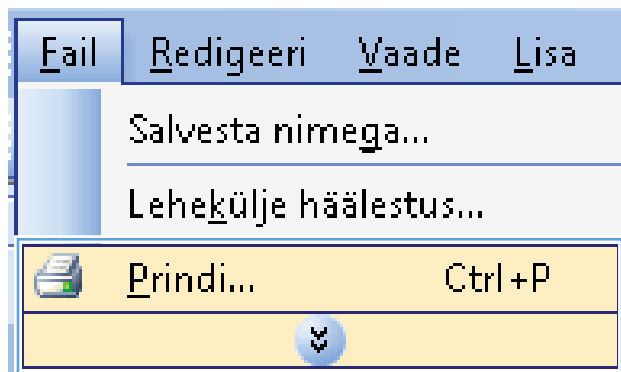 Fail Redigeeri Vaade Lisa
Salvesta nimega...
Lehekülje häälestus...
Prindi... Ctrl+P